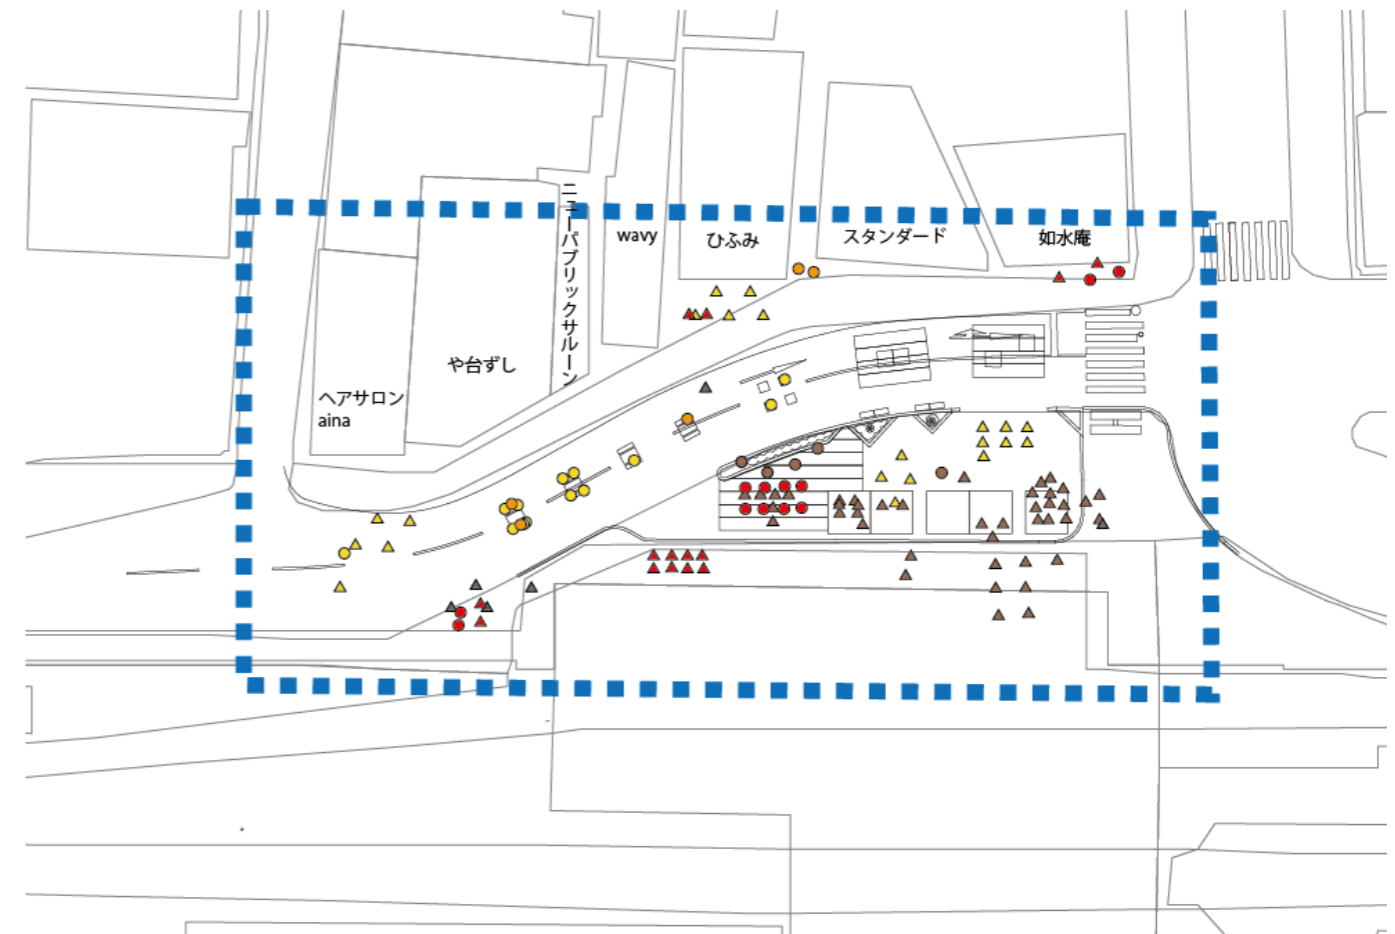 ニューパブリックサルーン
wavy
ひふみ
スタンダード
如水庵
や台ずし
ヘアサロン
aina